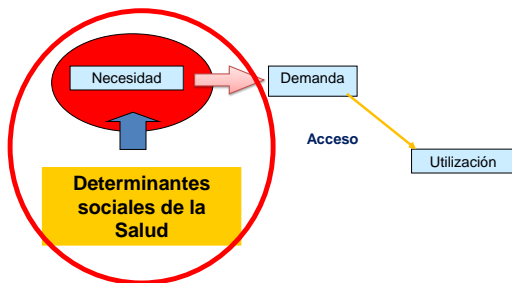 Necesidad
Demanda
Acceso
Utilización
Determinantes
sociales de la
Salud